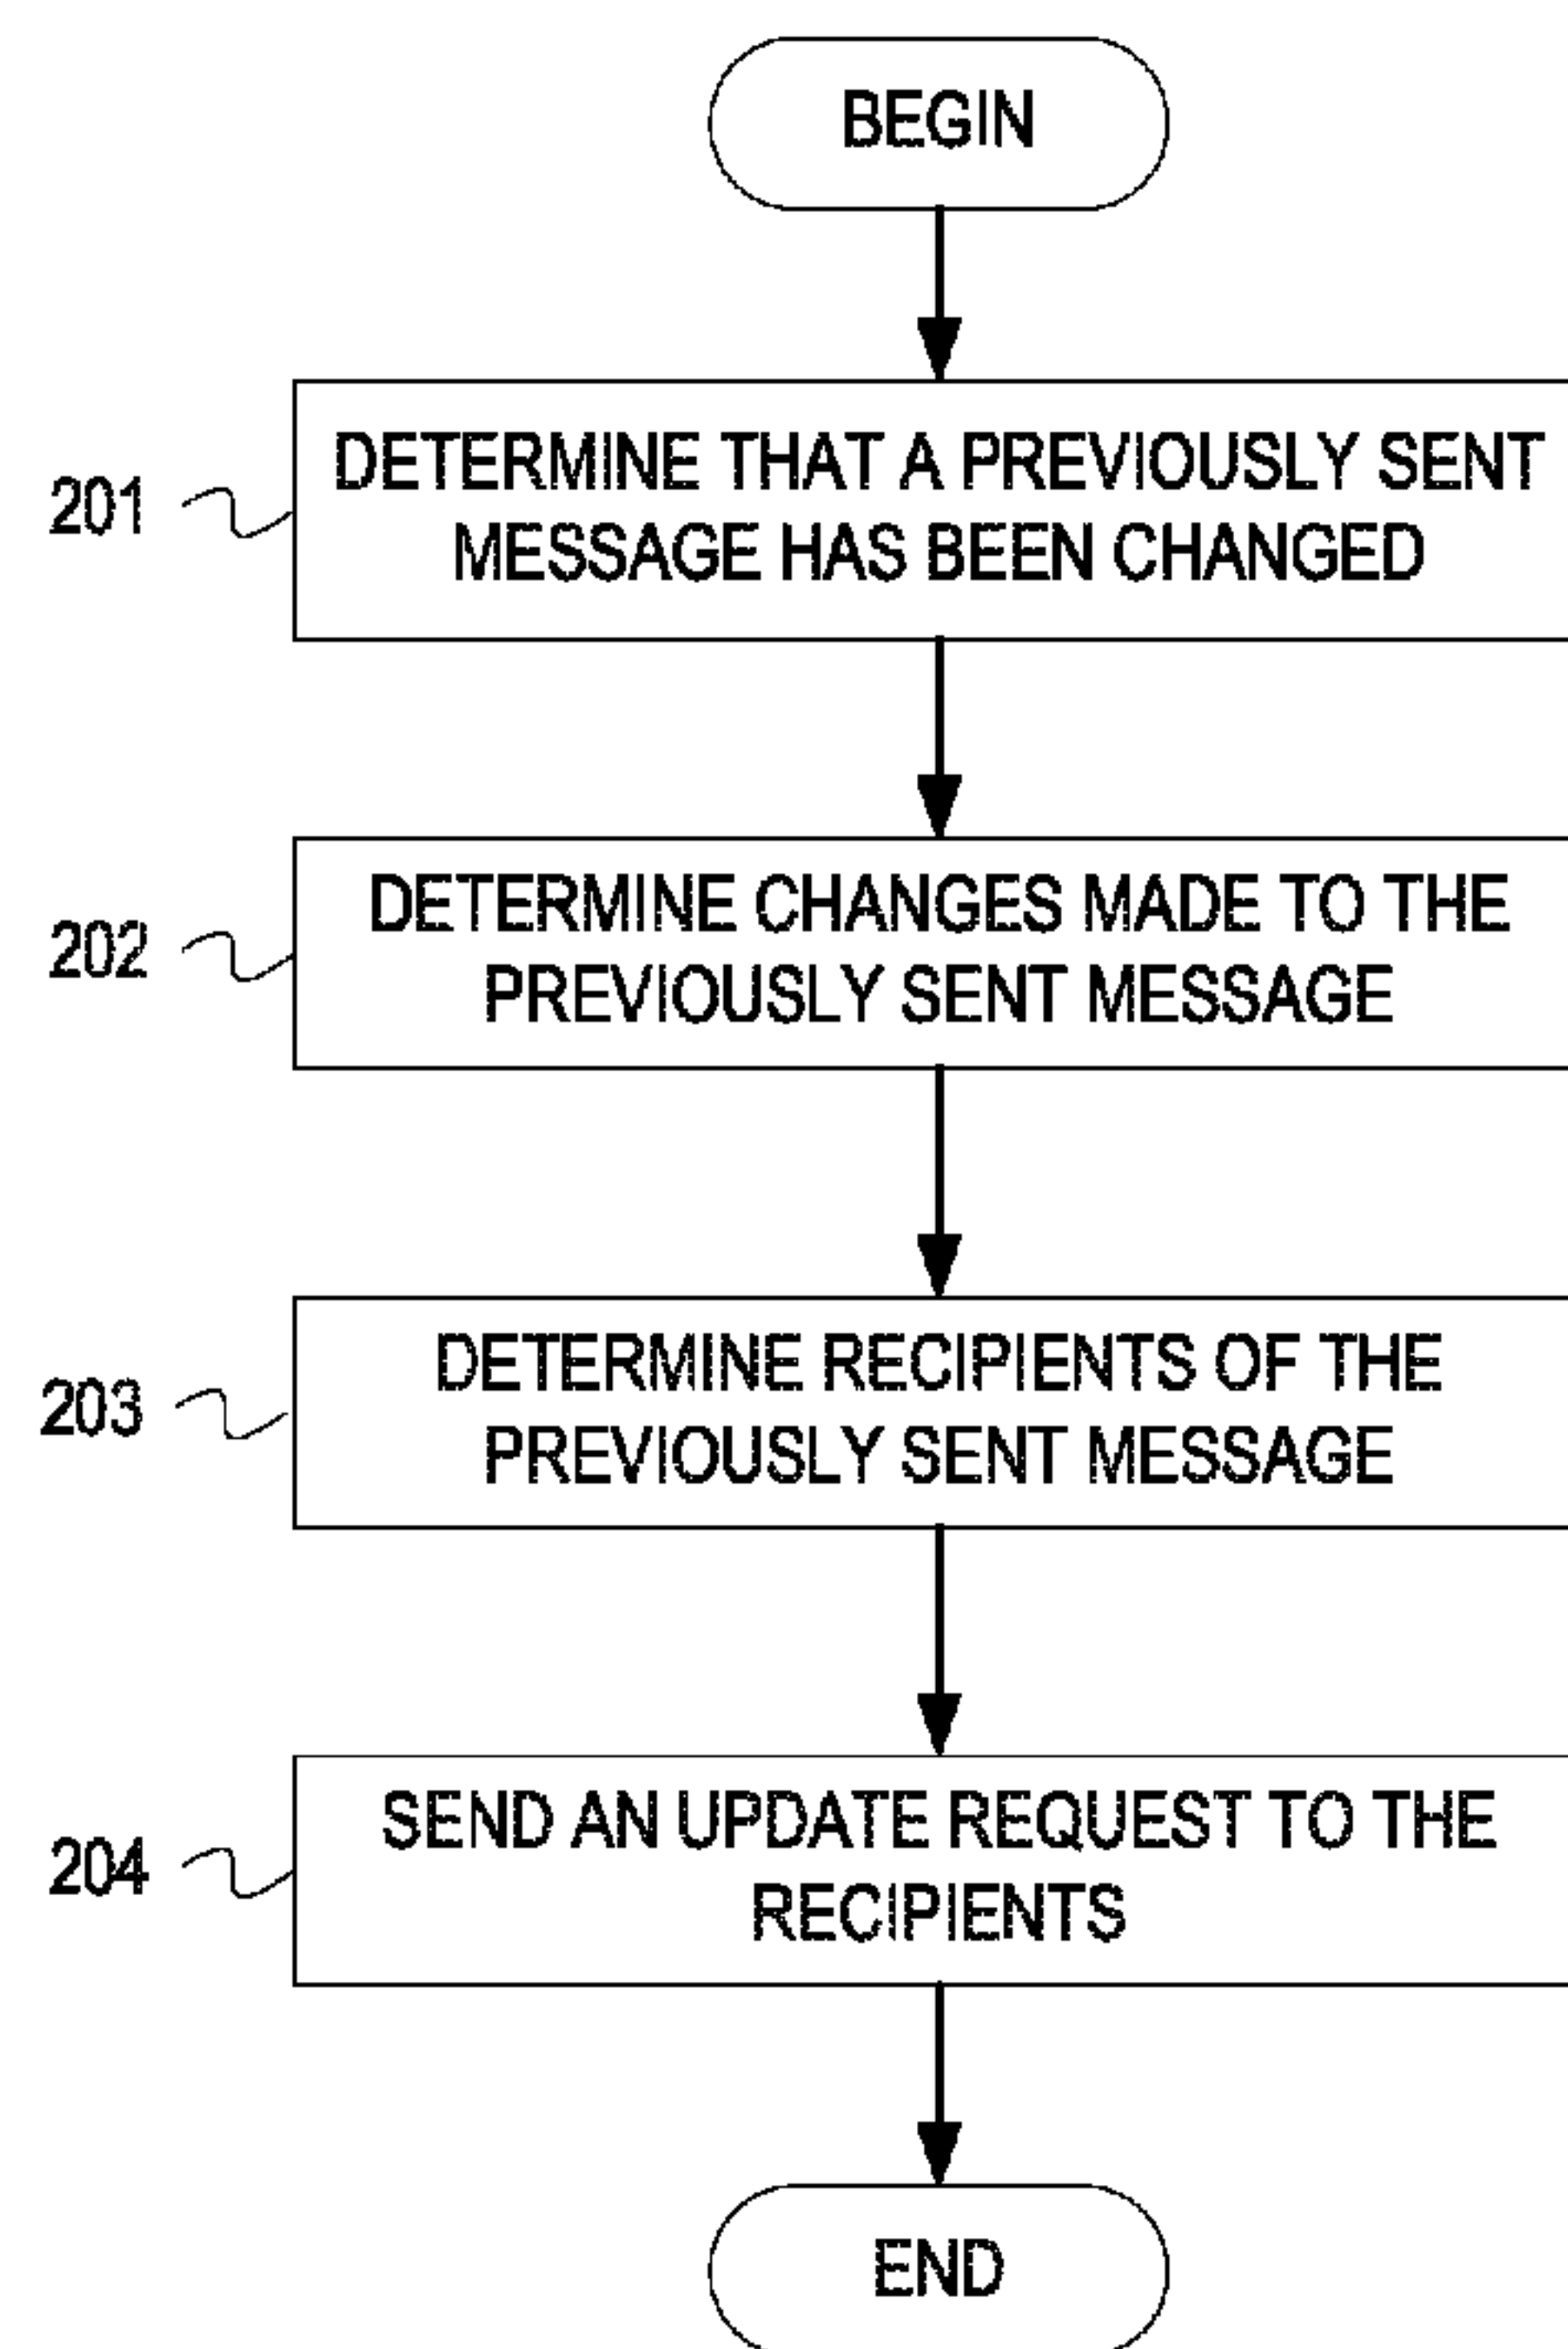 BEGIN
201
DETERMINE THAT A PREVIOUSLY SENT
MESSAGE HAS BEEN CHANGED
202
DETERMINE CHANGES MADE TO THE
PREVIOUSLY SENT MESSAGE
203
DETERMINE RECIPIENTS OF THE
PREVIOUSLY SENT MESSAGE
204
SEND AN UPDATE REQUEST TO THE
RECIPIENTS
END